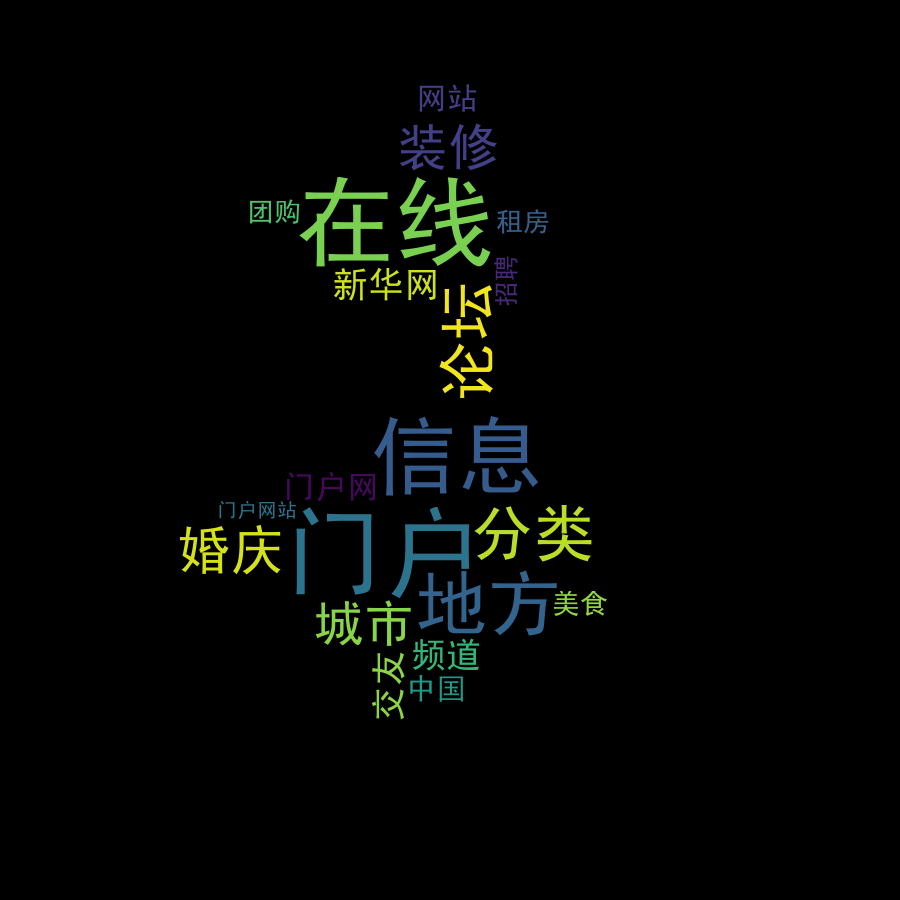 网站
装修
在线
团购
租房
新华网
招聘
论坛
信息
门户网
门户网站
门户
分类
婚庆
地方
美食
城市
频道
交友
中国